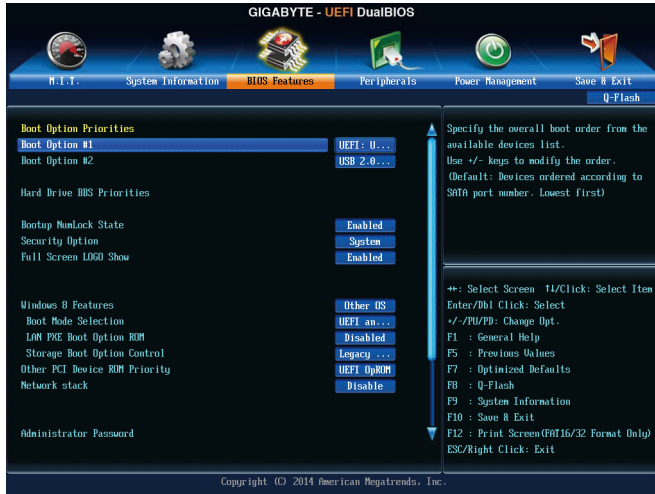 GIGABYTE - UEFI DualBIOS
M.I.T.
System Information
BIOS Features
Peripherals
Power Management
Save & Exit
Q-Flash
Boot Option Priorities
Boot Option #1 UEFI: U...
Boot Option #2 USB 2.0...
Hard Drive BBS Priorities
Bootup NumLock State Enabled
Security Option System
Full Screen LOGO Show Enabled
Windows 8 Features Other OS
Boot Mode Selection UEFI an...
LAN PXE Boot Option ROM Disabled
Storage Boot Option Control Legacy ...
Other PCI Device ROM Priority UEFI OpROM
Network stack Disable
Administrator Password
Specify the overall boot order from the
available devices list.
Use +/- keys to modify the order.
(Default: Devices ordered according to
SATA port number. Lowest first)
↔: Select Screen ↑↓/Click: Select Item
Enter/Dbl Click: Select
+/-/PU/PD: Change Opt.
F1 : General Help
F5 : Previous Values
F7 : Optimized Defaults
F8 : Q-Flash
F9 : System Information
F10 : Save & Exit
F12 : Print Screen(FAT16/32 Format Only)
ESC/Right Click: Exit
Copyright (C) 2014 American Megatrends, Inc.